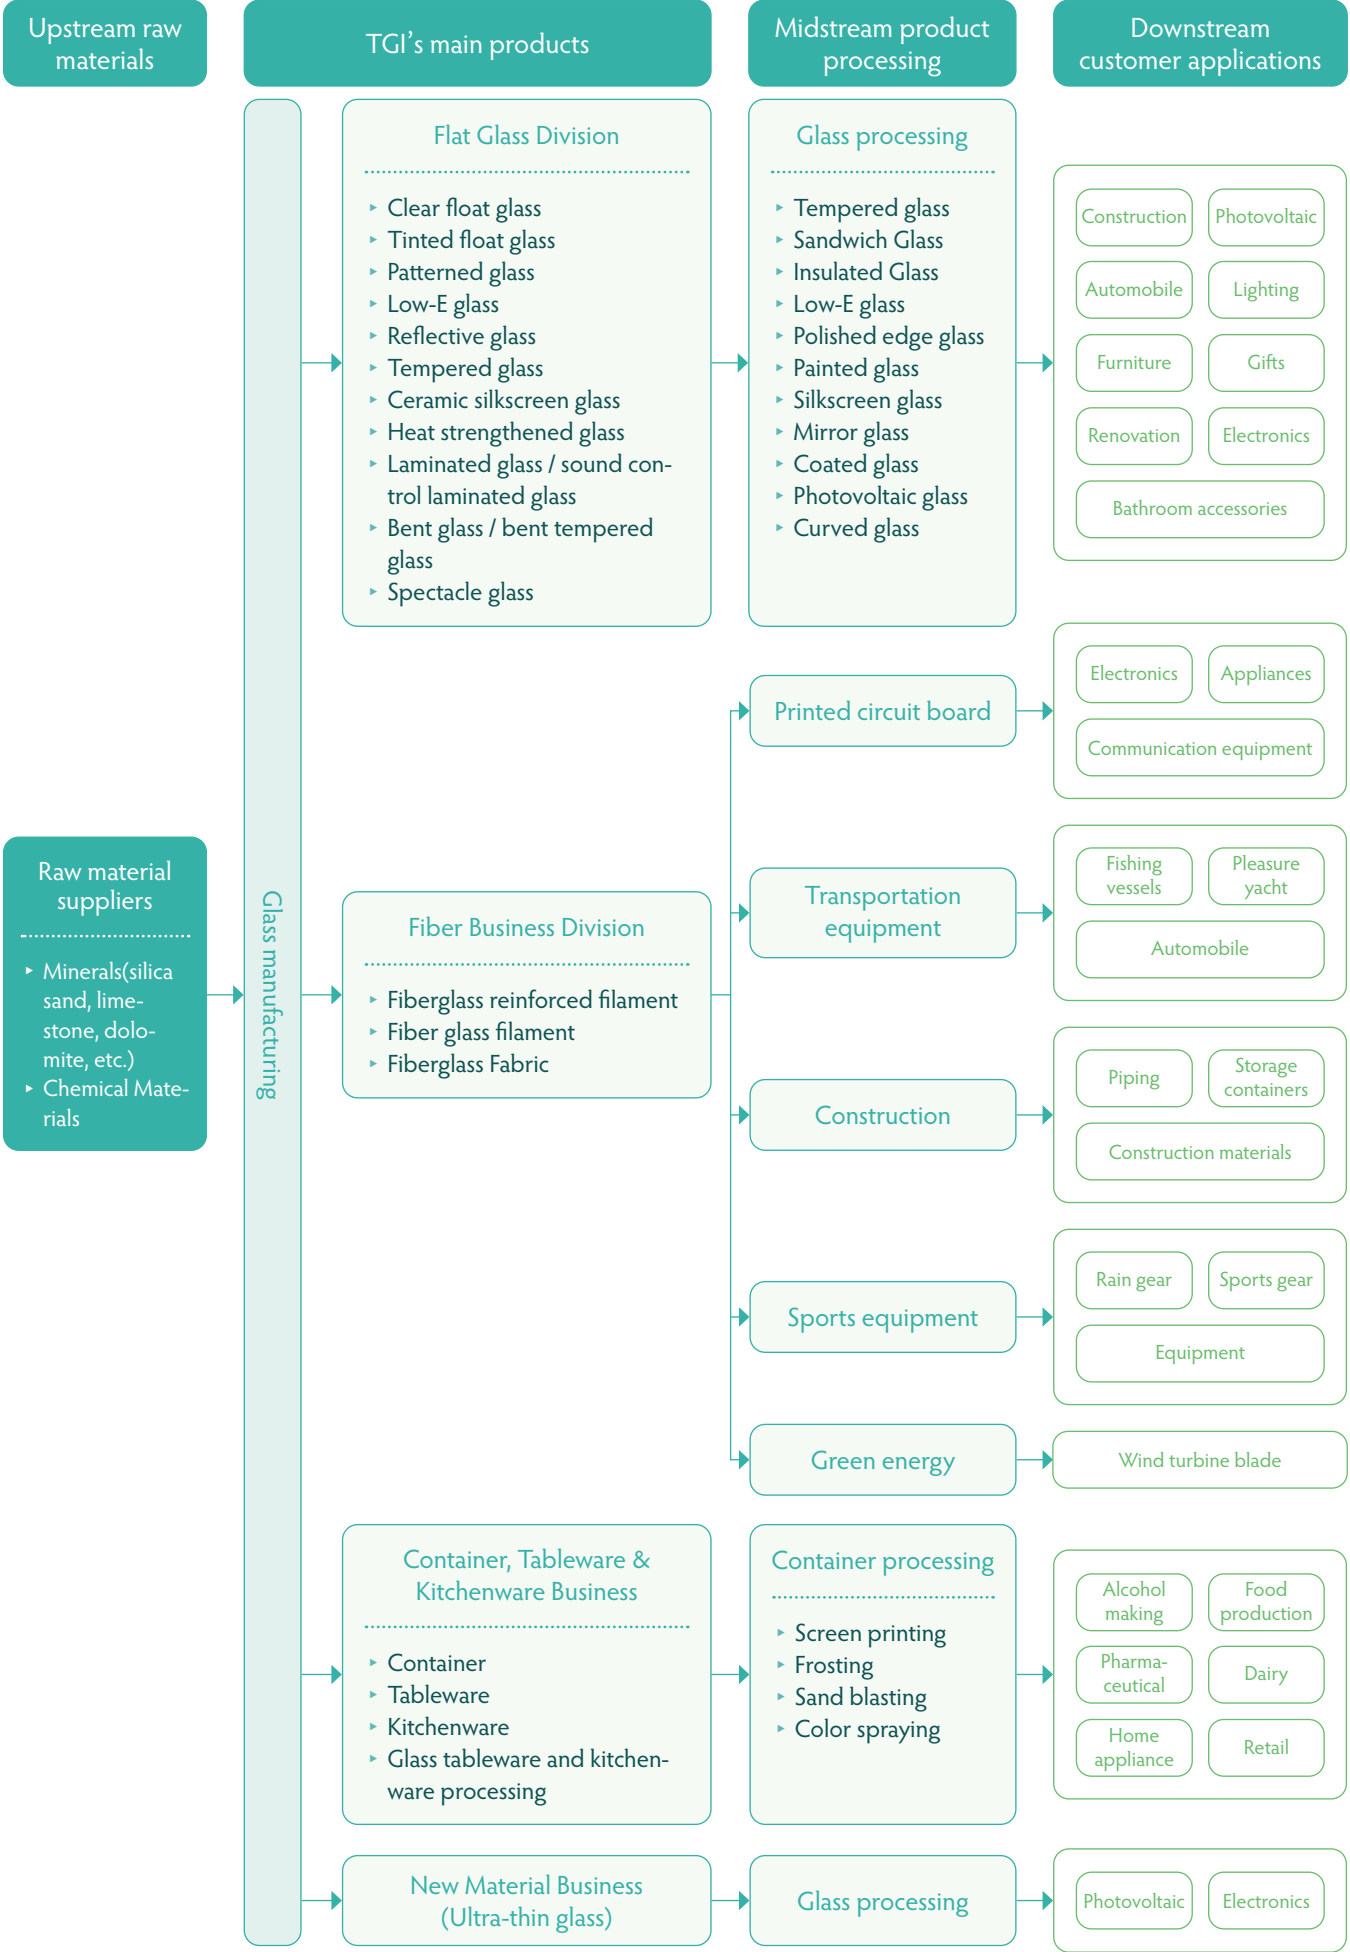 Upstream raw
materials
TGI's main products
Midstream product
processing
Downstream
customer applications
Raw material
suppliers
Minerals(silica
sand, lime-
stone, dolo-
mite, etc.)
Chemical Mate-
rials
Glass manufacturing
Flat Glass Division
Clear float glass
Tinted float glass
Patterned glass
Low-E glass
Reflective glass
Tempered glass
Ceramic silkscreen glass
Heat strengthened glass
Laminated glass / sound con-
trol laminated glass
Bent glass / bent tempered
glass
Spectacle glass
Glass processing
Tempered glass
Sandwich Glass
Insulated Glass
Low-E glass
Polished edge glass
Painted glass
Silkscreen glass
Mirror glass
Coated glass
Photovoltaic glass
Curved glass
Construction
Photovoltaic
Automobile
Lighting
Furniture
Gifts
Renovation
Electronics
Bathroom accessories
Fiber Business Division
Fiberglass reinforced filament
Fiber glass filament
Fiberglass Fabric
Printed circuit board
Electronics
Appliances
Communication equipment
Transportation
equipment
Fishing
vessels
Pleasure
yacht
Automobile
Construction
Piping
Storage
containers
Construction materials
Sports equipment
Rain gear
Sports gear
Equipment
Green energy
Wind turbine blade
Container, Tableware &
Kitchenware Business
Container
Tableware
Kitchenware
Glass tableware and kitchen-
ware processing
Container processing
Screen printing
Frosting
Sand blasting
Color spraying
Alcohol
making
Food
production
Pharma-
ceutical
Dairy
Home
appliance
Retail
New Material Business
(Ultra-thin glass)
Glass processing
Photovoltaic
Electronics